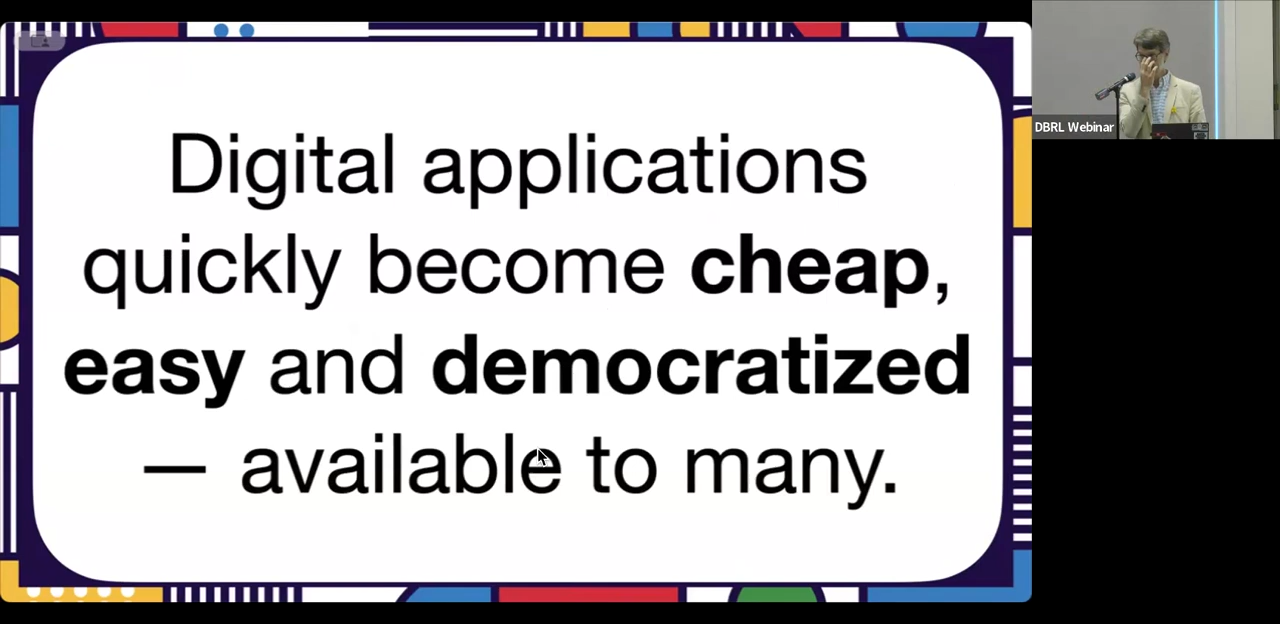 Digital applications
quickly become cheap,
easy and democratized
— available to many.
DBRL Webinar